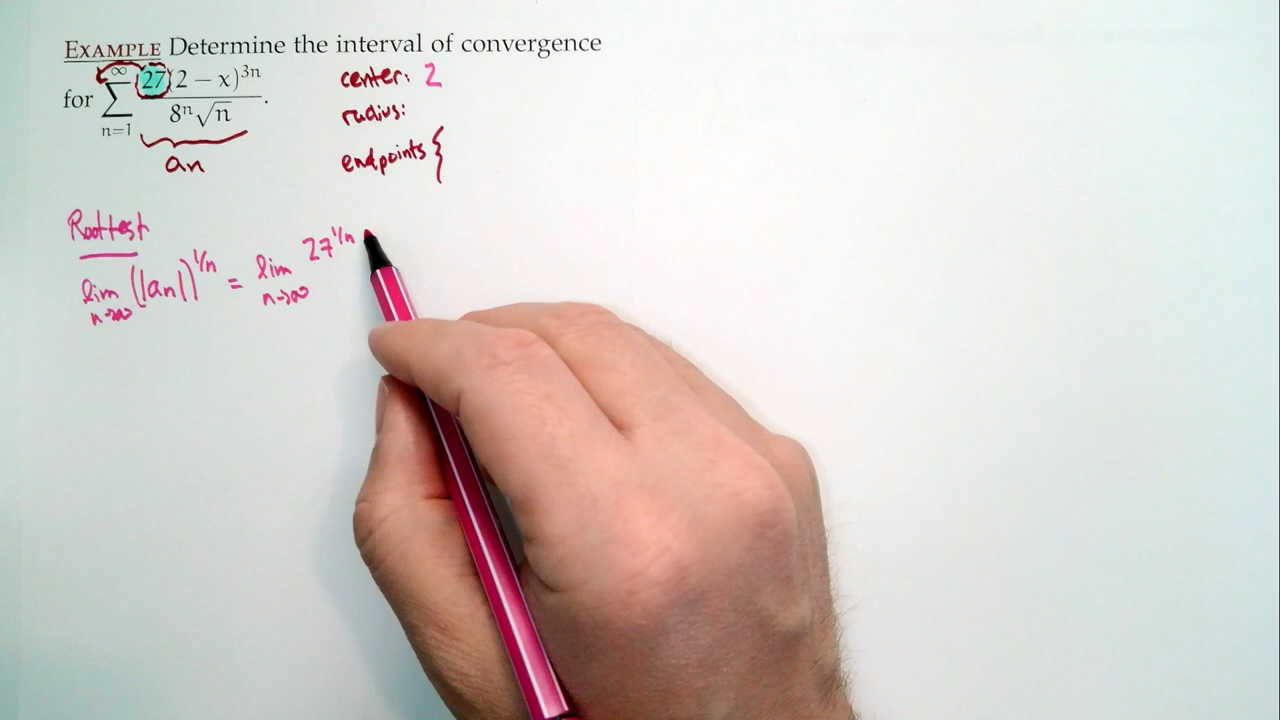 EXAMPLE Determine the interval of convergence
for ∑_{n=1}^{∞} 27(2 − x)^{3n} / 8^n √n .
center: 2
radius:
endpoints {
an
Root test
lim_{n→∞} (|an|)^{1/n} = lim_{n→∞} 27^{1/n}